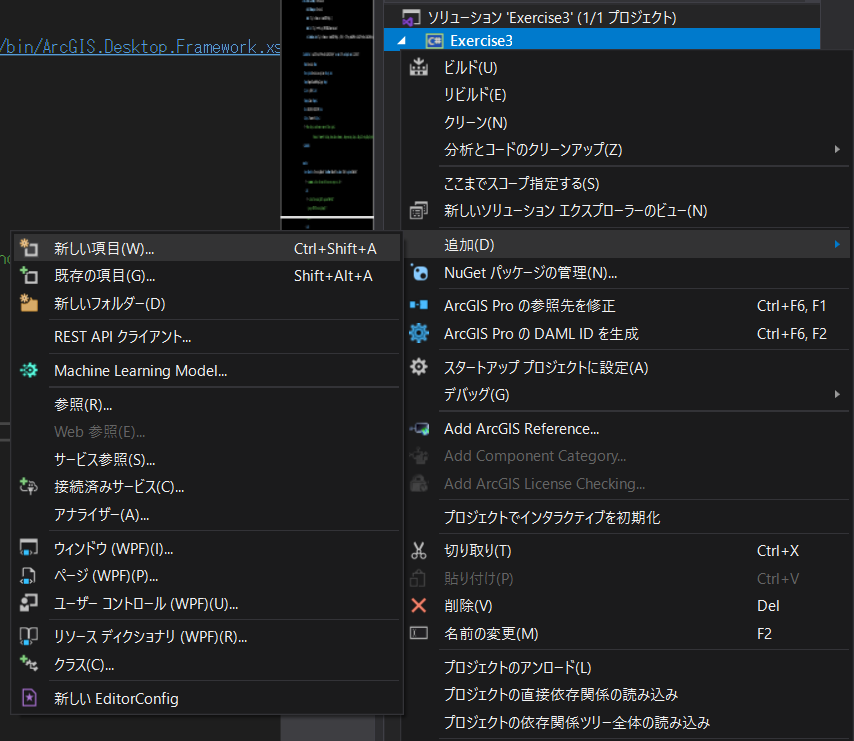 /bin/ArcGIS.Desktop.Framework.xs
ソリューション 'Exercise3' (1/1 プロジェクト)
Exercise3
ビルド(U)
リビルド(E)
クリーン(N)
分析とコードのクリーンアップ(Z)
ここまでスコープ指定する(S)
新しいソリューション エクスプローラーのビュー(N)
追加(D)
NuGet パッケージの管理(N)...
ArcGIS Pro の参照先を修正 Ctrl+F6, F1
ArcGIS Pro の DAML ID を生成 Ctrl+F6, F2
スタートアップ プロジェクトに設定(A)
デバッグ(G)
Add ArcGIS Reference...
Add Component Category...
Add ArcGIS License Checking...
プロジェクトでインタラクティブを初期化
切り取り(T) Ctrl+X
貼り付け(P) Ctrl+V
削除(V) Del
名前の変更(M) F2
プロジェクトのアンロード(L)
プロジェクトの直接依存関係の読み込み
プロジェクトの依存関係ツリー全体の読み込み
新しい項目(W)... Ctrl+Shift+A
既存の項目(G)... Shift+Alt+A
新しいフォルダー(D)
REST API クライアント...
Machine Learning Model...
参照(R)...
Web 参照(E)...
サービス参照(S)...
接続済みサービス(C)...
アナライザー(A)...
ウィンドウ (WPF)(I)...
ページ (WPF)(P)...
ユーザー コントロール (WPF)(U)...
リソース ディクショナリ (WPF)(R)...
クラス(C)...
新しい EditorConfig